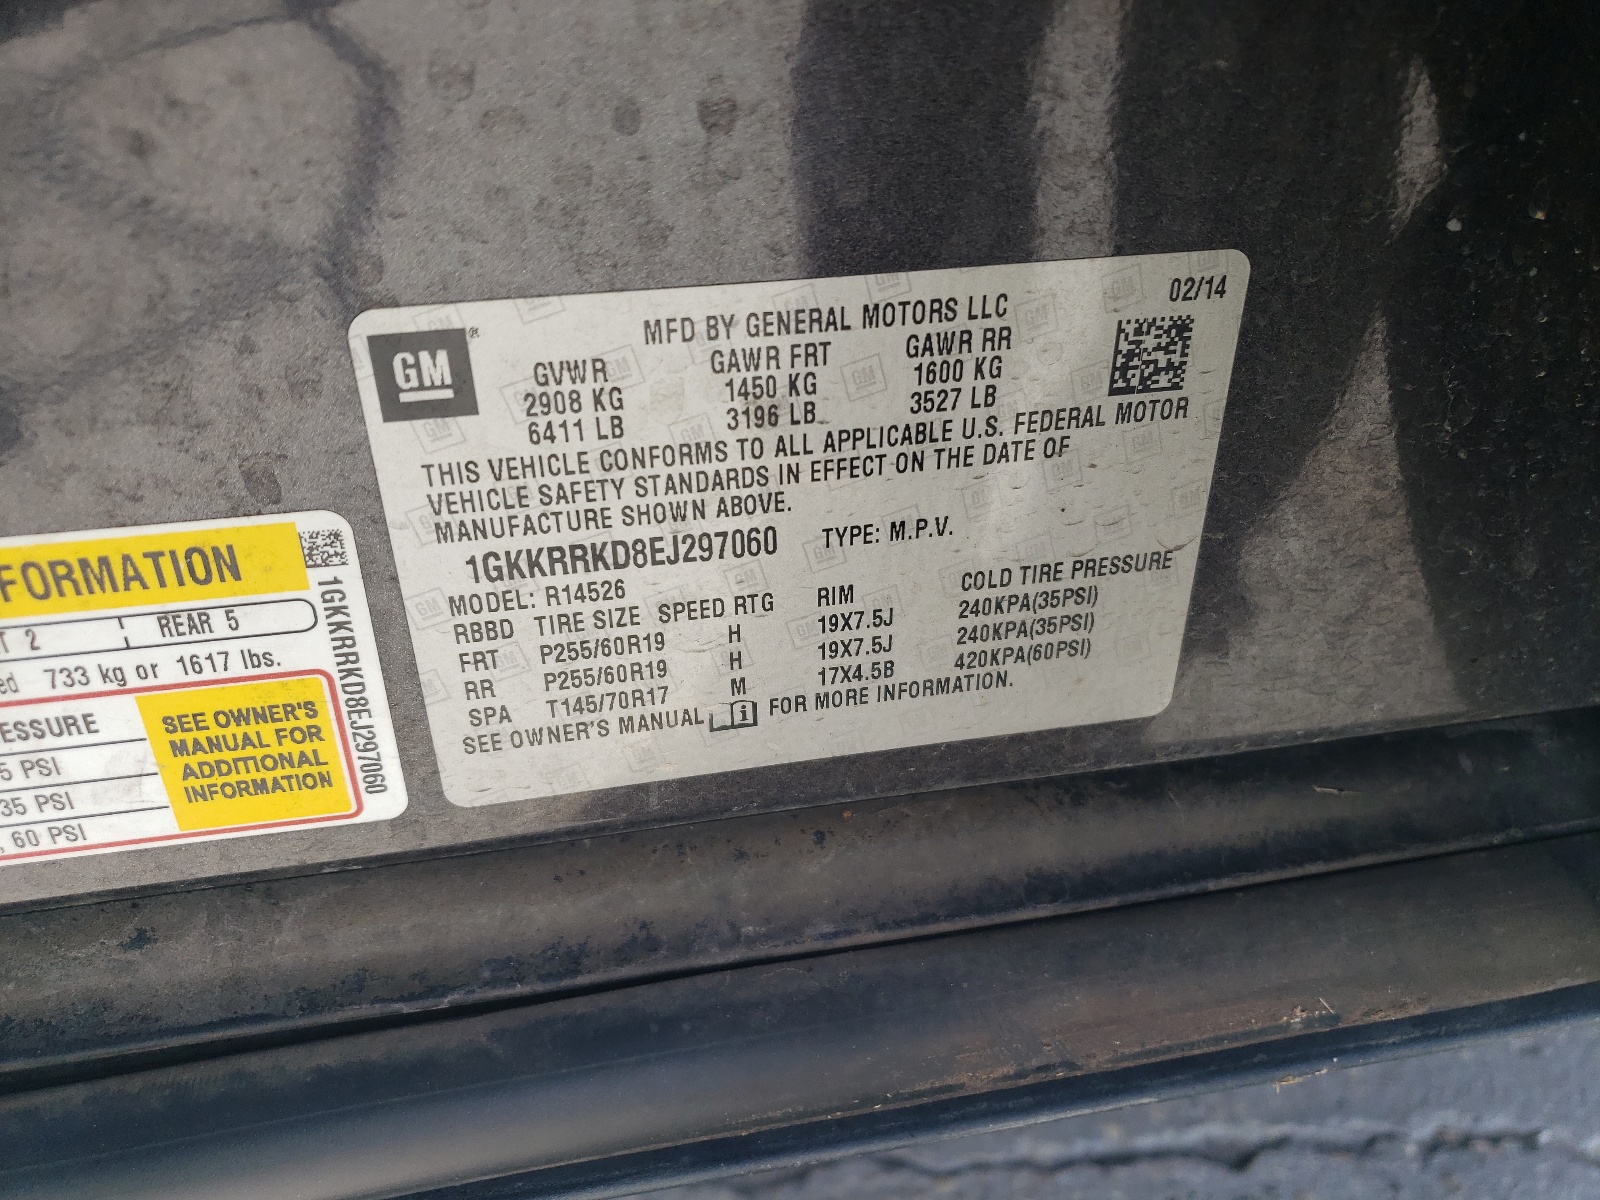 GM ®
MFD BY GENERAL MOTORS LLC
02/14
GVWR GAWR FRT GAWR RR
2908 KG 1450 KG 1600 KG
6411 LB 3196 LB 3527 LB
THIS VEHICLE CONFORMS TO ALL APPLICABLE U.S. FEDERAL MOTOR
VEHICLE SAFETY STANDARDS IN EFFECT ON THE DATE OF
MANUFACTURE SHOWN ABOVE.
1GKKRRKD8EJ297060 TYPE: M.P.V.
MODEL: R14526
RBBD TIRE SIZE SPEED RTG RIM COLD TIRE PRESSURE
FRT P255/60R19 H 19X7.5J 240KPA(35PSI)
RR P255/60R19 H 19X7.5J 240KPA(35PSI)
SPA T145/70R17 M 17X4.5B 420KPA(60PSI)
SEE OWNER'S MANUAL i FOR MORE INFORMATION.
FORMATION
T 2 REAR 5
ed 733 kg or 1617 lbs.
ESSURE
5 PSI
35 PSI
, 60 PSI
SEE OWNER'S
MANUAL FOR
ADDITIONAL
INFORMATION
1GKKRRKD8EJ297060